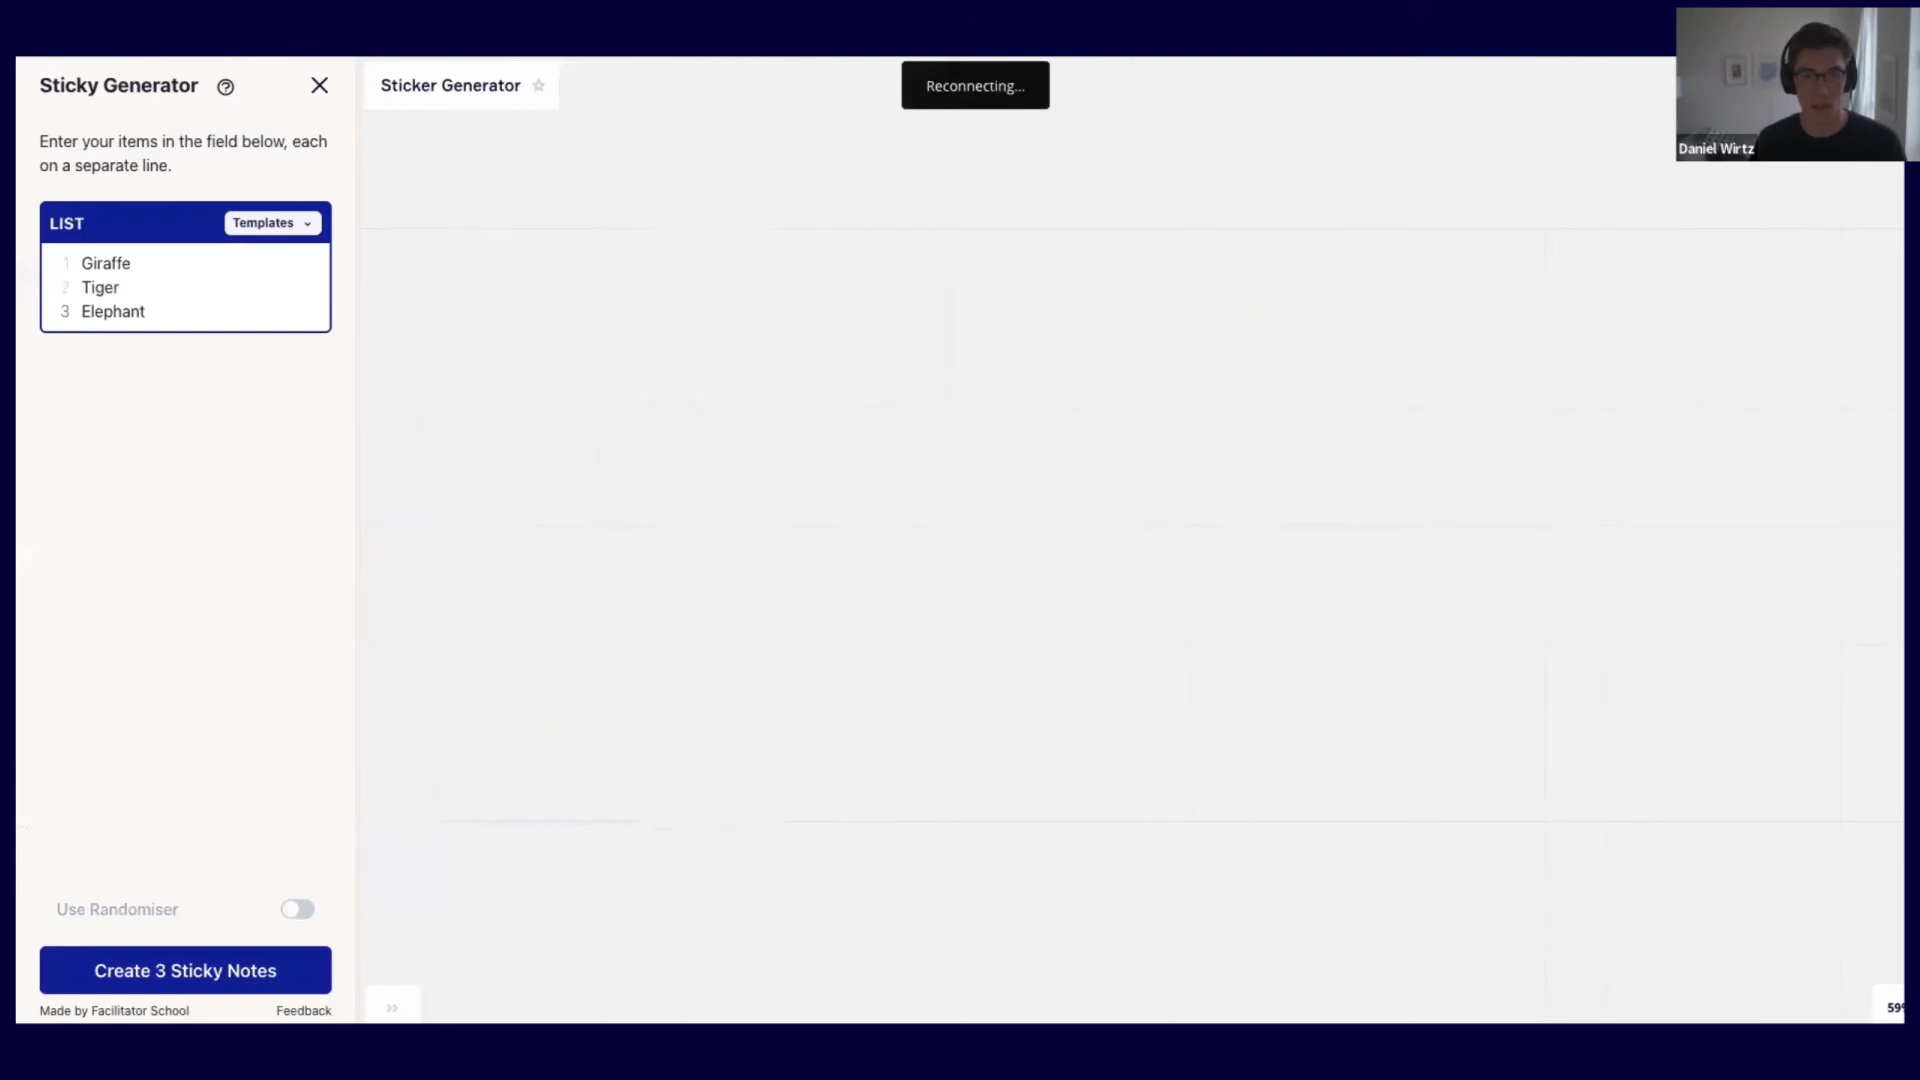 Sticky Generator
Enter your items in the field below, each
on a separate line.
LIST
Templates
1 Giraffe
2 Tiger
3 Elephant
Use Randomiser
Create 3 Sticky Notes
Made by Facilitator School
Feedback
Sticker Generator
Reconnecting...
Daniel Wirtz
59%